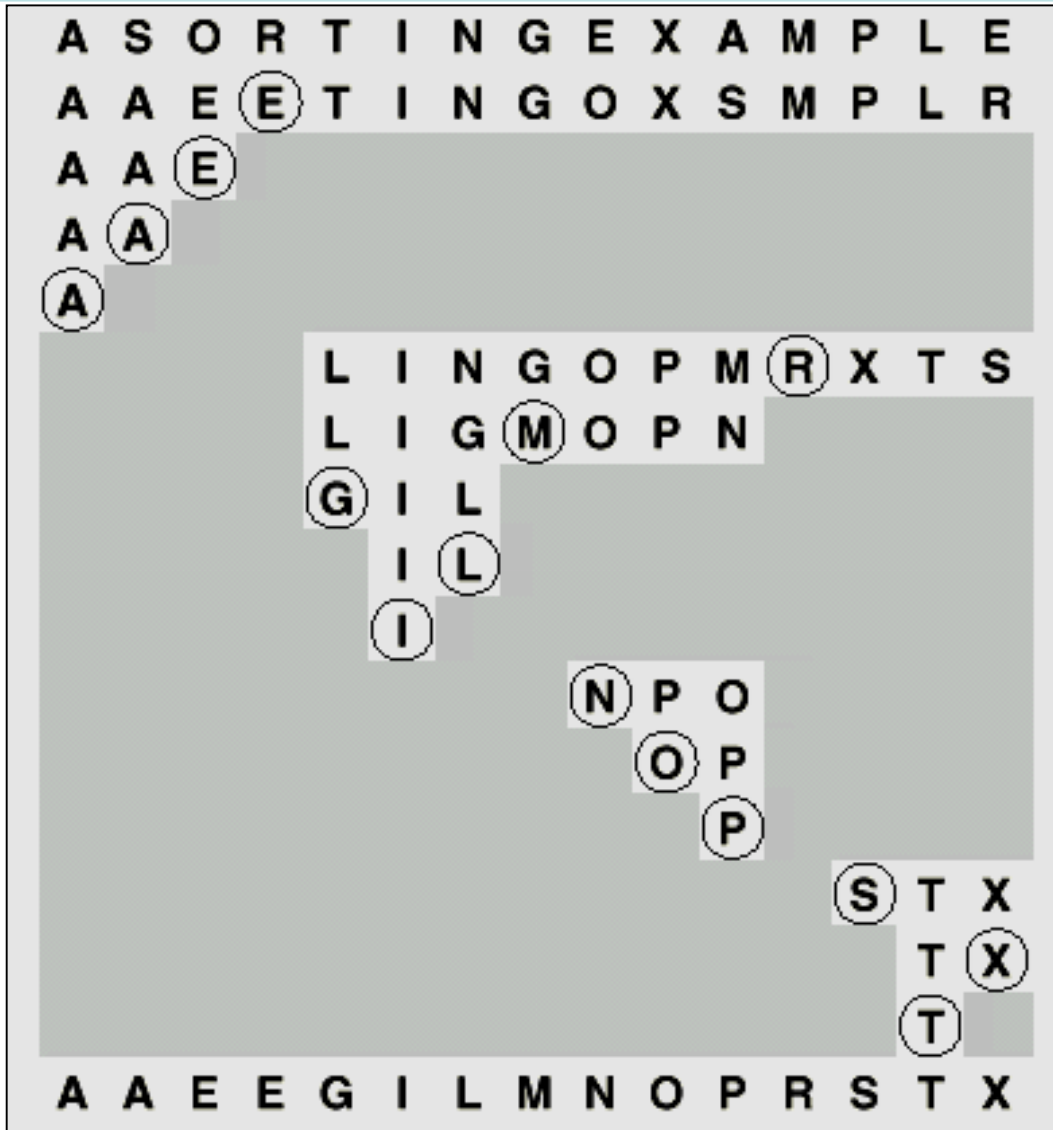 A S O R T I N G E X A M P L E
A A E E T I N G O X S M P L R
A A E
A A
A
L I N G O P M R X T S
L I G M O P N
G I L
I L
I
N P O
O P
P
S T X
T X
T
A A E E G I L M N O P R S T X